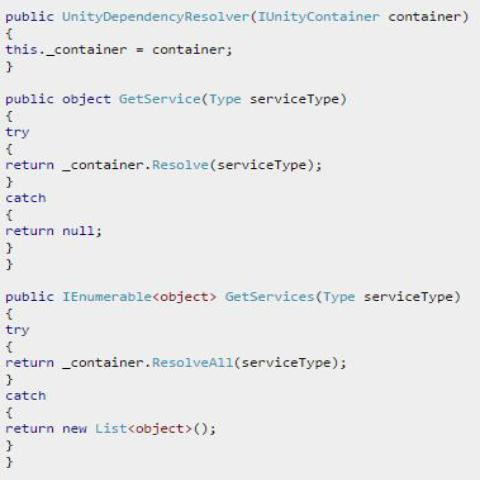 public UnityDependencyResolver(IUnityContainer container)
{
this._container = container;
}
public object GetService(Type serviceType)
{
try
{
return _container.Resolve(serviceType);
}
catch
{
return null;
}
}
public IEnumerable<object> GetServices(Type serviceType)
{
try
{
return _container.ResolveAll(serviceType);
}
catch
{
return new List<object>();
}
}